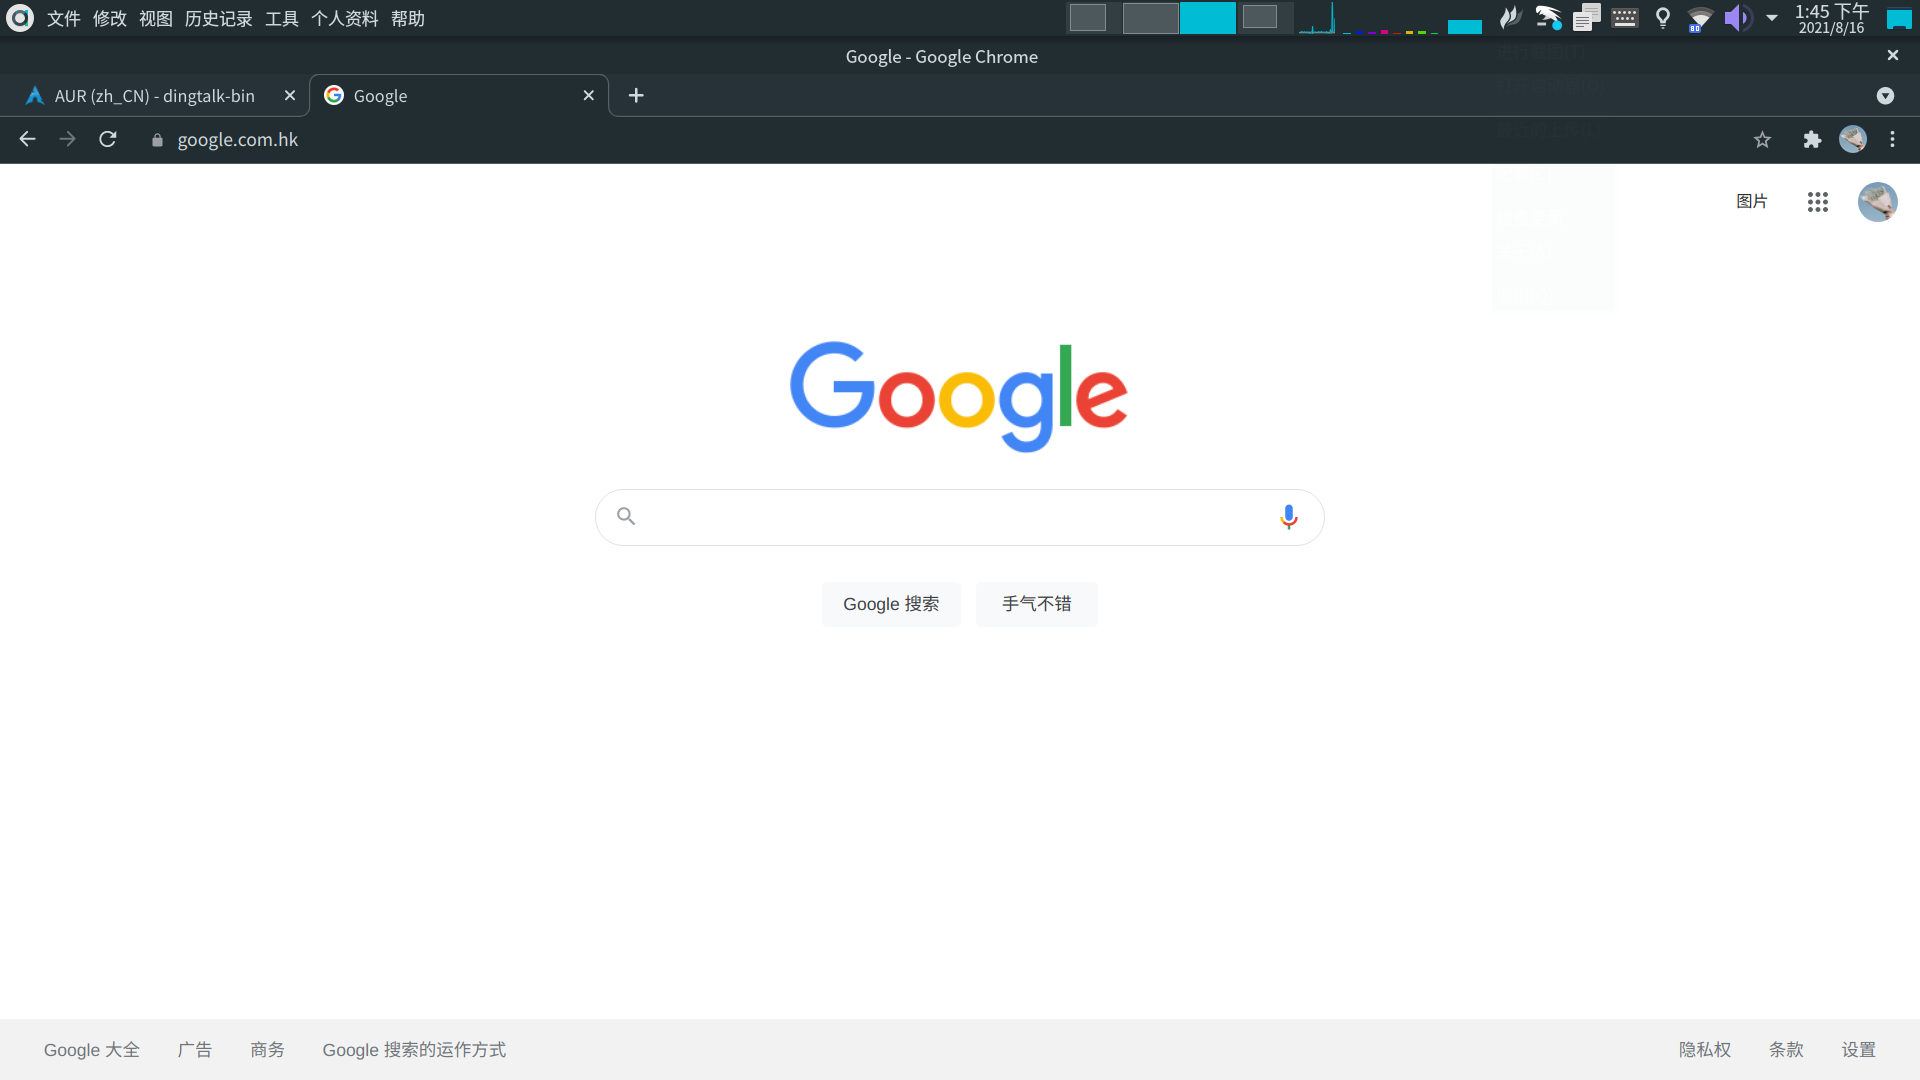 文件 修改 视图 历史记录 工具 个人资料 帮助
1:45 下午
2021/8/16
Google - Google Chrome
AUR (zh_CN) - dingtalk-bin
Google
google.com.hk
图片
Google
Google 搜索
手气不错
Google 大全
广告
商务
Google 搜索的运作方式
隐私权
条款
设置